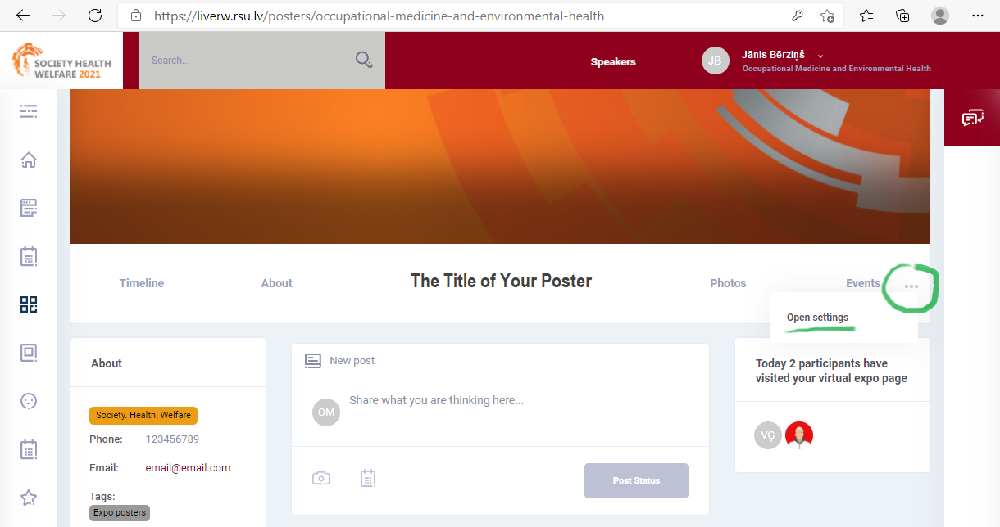 https://liverw.rsu.lv/posters/occupational-medicine-and-environmental-health
SOCIETY HEALTH
WELFARE 2021
Search...
Speakers
JB
Jānis Bērziņš
Occupational Medicine and Environmental Health
Timeline
About
The Title of Your Poster
Photos
Events
Open settings
About
Society. Health. Welfare
Phone: 123456789
Email: email@email.com
Tags:
Expo posters
New post
OM
Share what you are thinking here...
Post Status
Today 2 participants have
visited your virtual expo page
VĢ